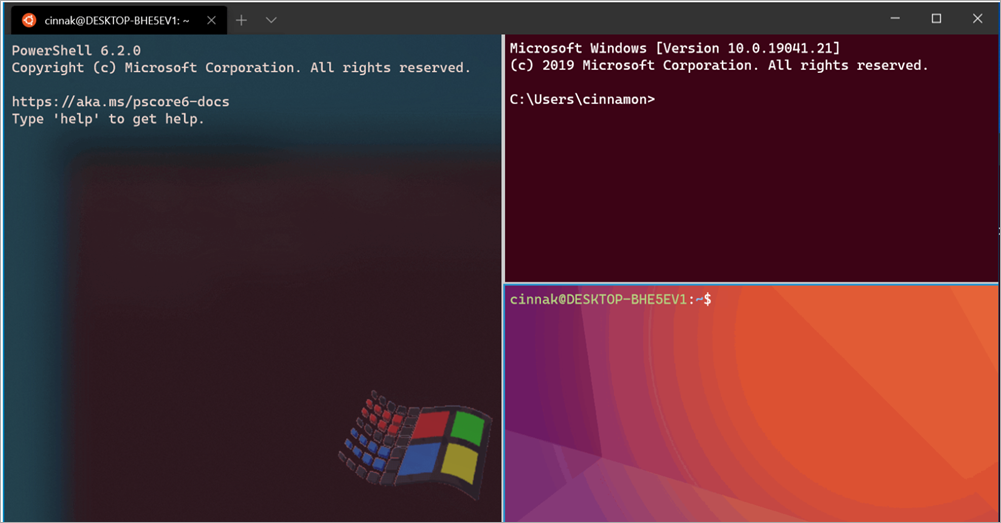 cinnak@DESKTOP-BHE5EV1: ~
PowerShell 6.2.0
Copyright (c) Microsoft Corporation. All rights reserved.
https://aka.ms/pscore6-docs
Type 'help' to get help.
Microsoft Windows [Version 10.0.19041.21]
(c) 2019 Microsoft Corporation. All rights reserved.
C:\Users\cinnamon>
cinnak@DESKTOP-BHE5EV1:~$